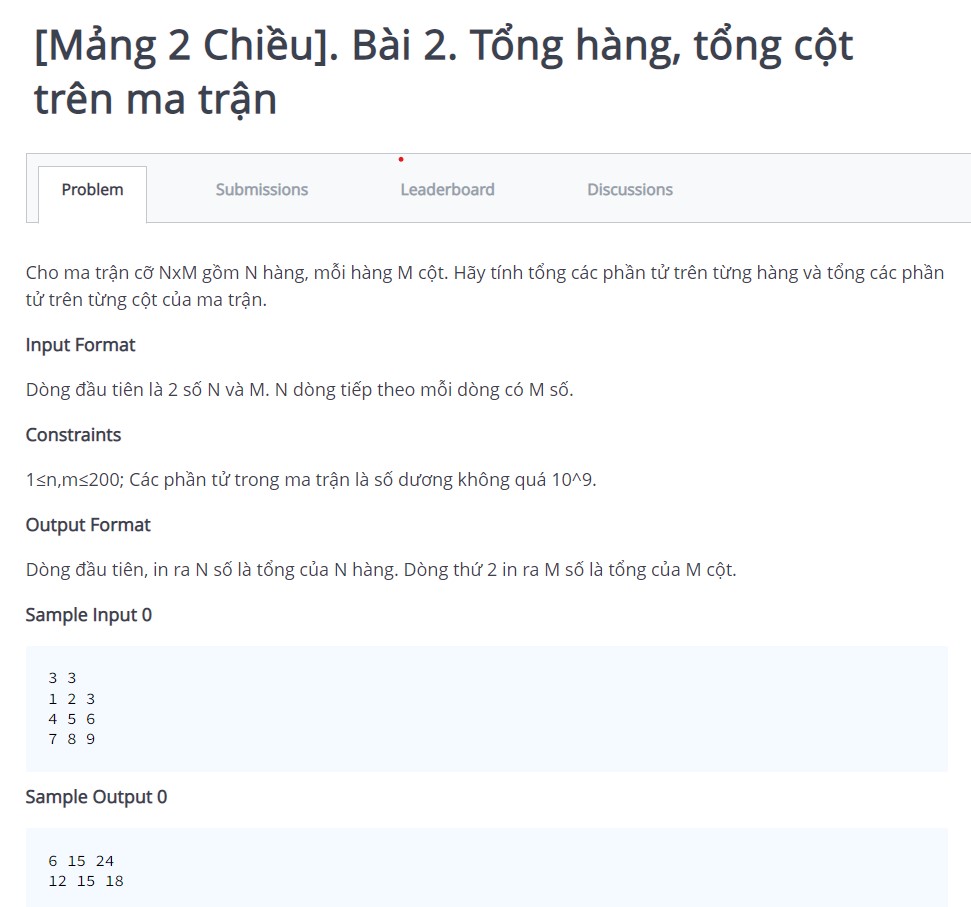 [Mảng 2 Chiều]. Bài 2. Tổng hàng, tổng cột
trên ma trận
Problem
Submissions
Leaderboard
Discussions
Cho ma trận cỡ NxM gồm N hàng, mỗi hàng M cột. Hãy tính tổng các phần tử trên từng hàng và tổng các phần
tử trên từng cột của ma trận.
Input Format
Dòng đầu tiên là 2 số N và M. N dòng tiếp theo mỗi dòng có M số.
Constraints
1≤n,m≤200; Các phần tử trong ma trận là số dương không quá 10^9.
Output Format
Dòng đầu tiên, in ra N số là tổng của N hàng. Dòng thứ 2 in ra M số là tổng của M cột.
Sample Input 0
3 3
1 2 3
4 5 6
7 8 9
Sample Output 0
6 15 24
12 15 18